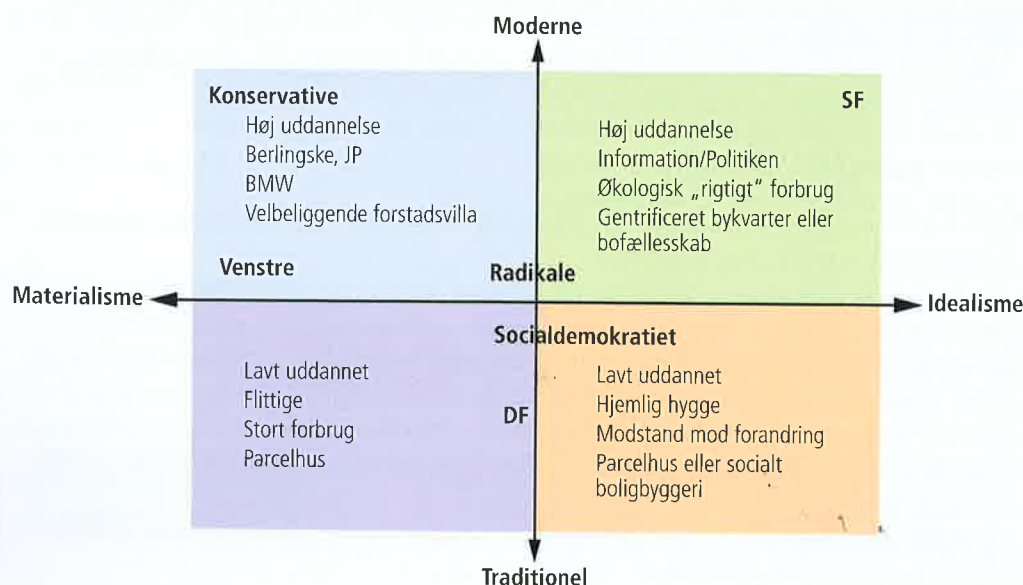 Moderne
Konservative
Høj uddannelse
Berlingske, JP
BMW
Velbeliggende forstadsvilla
Venstre
SF
Høj uddannelse
Information/Politiken
Økologisk „rigtigt“ forbrug
Gentrificeret bykvarter eller
bofællesskab
Radikale
Materialisme
Idealisme
Socialdemokratiet
Lavt uddannet
Flittige
Stort forbrug
Parcelhus
DF
Lavt uddannet
Hjemlig hygge
Modstand mod forandring
Parcelhus eller socialt
boligbyggeri
Traditionel